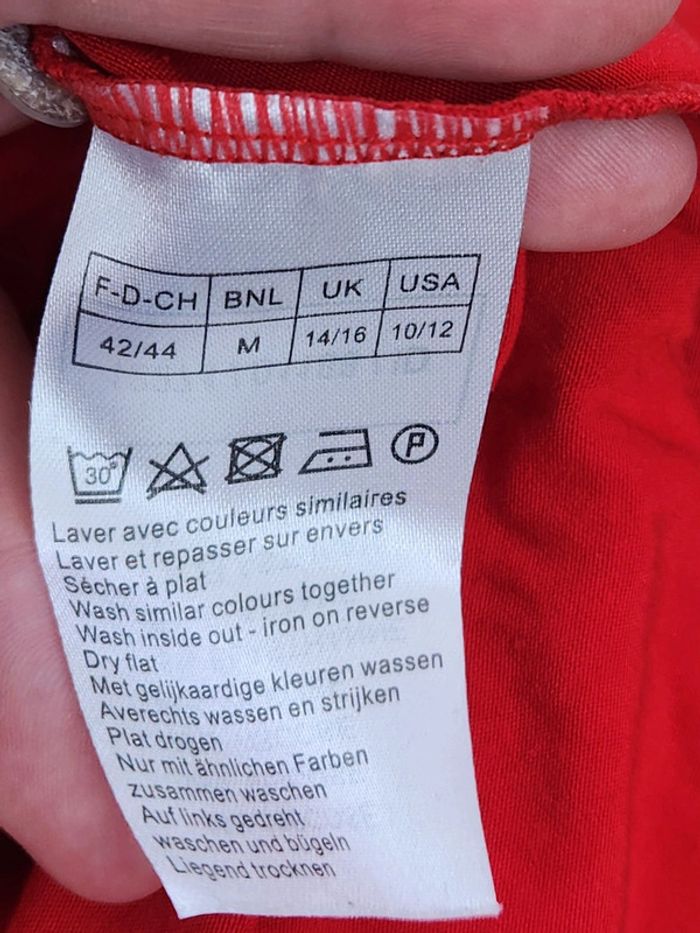 F-D-CH BNL UK USA
42/44 M 14/16 10/12
30° P
Laver avec couleurs similaires
Laver et repasser sur envers
Sécher à plat
Wash similar colours together
Wash inside out - iron on reverse
Dry flat
Met gelijkaardige kleuren wassen
Averechts wassen en strijken
Plat drogen
Nur mit ähnlichen Farben
zusammen waschen
Auf links gedreht
waschen und bügeln
Liegend trocknen